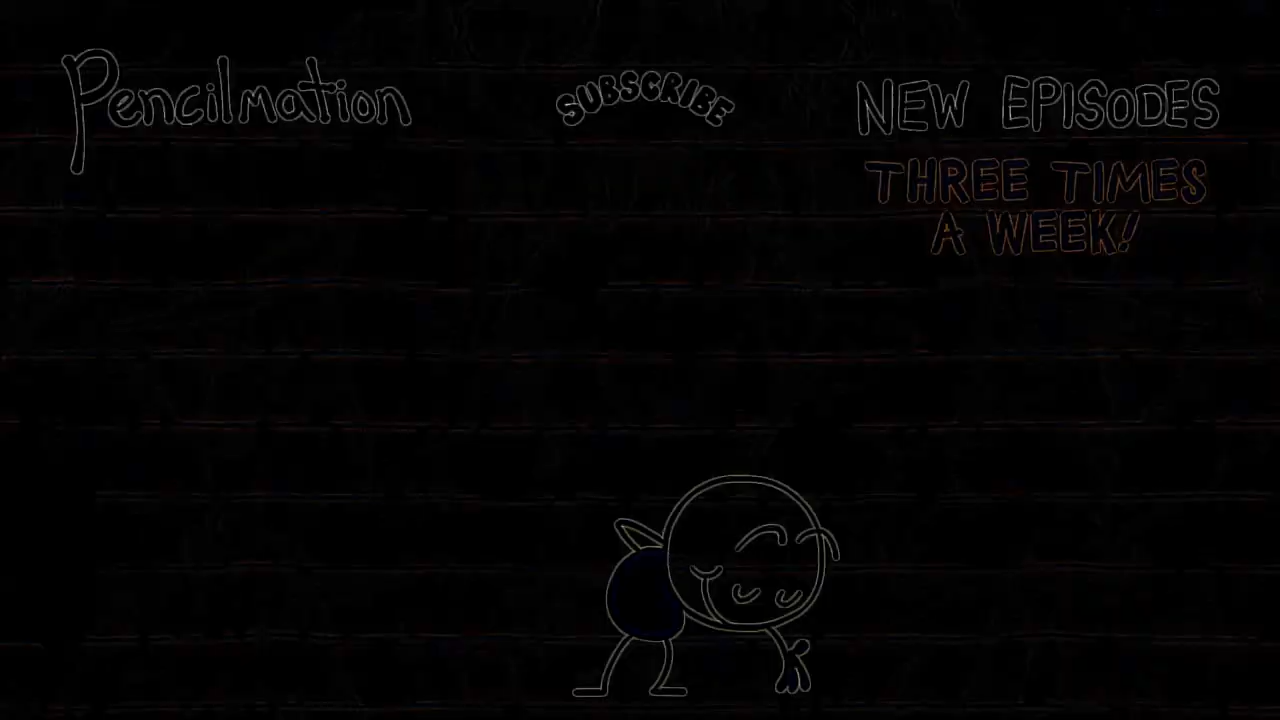 Pencilmation
SUBSCRIBE
NEW EPISODES
THREE TIMES
A WEEK!